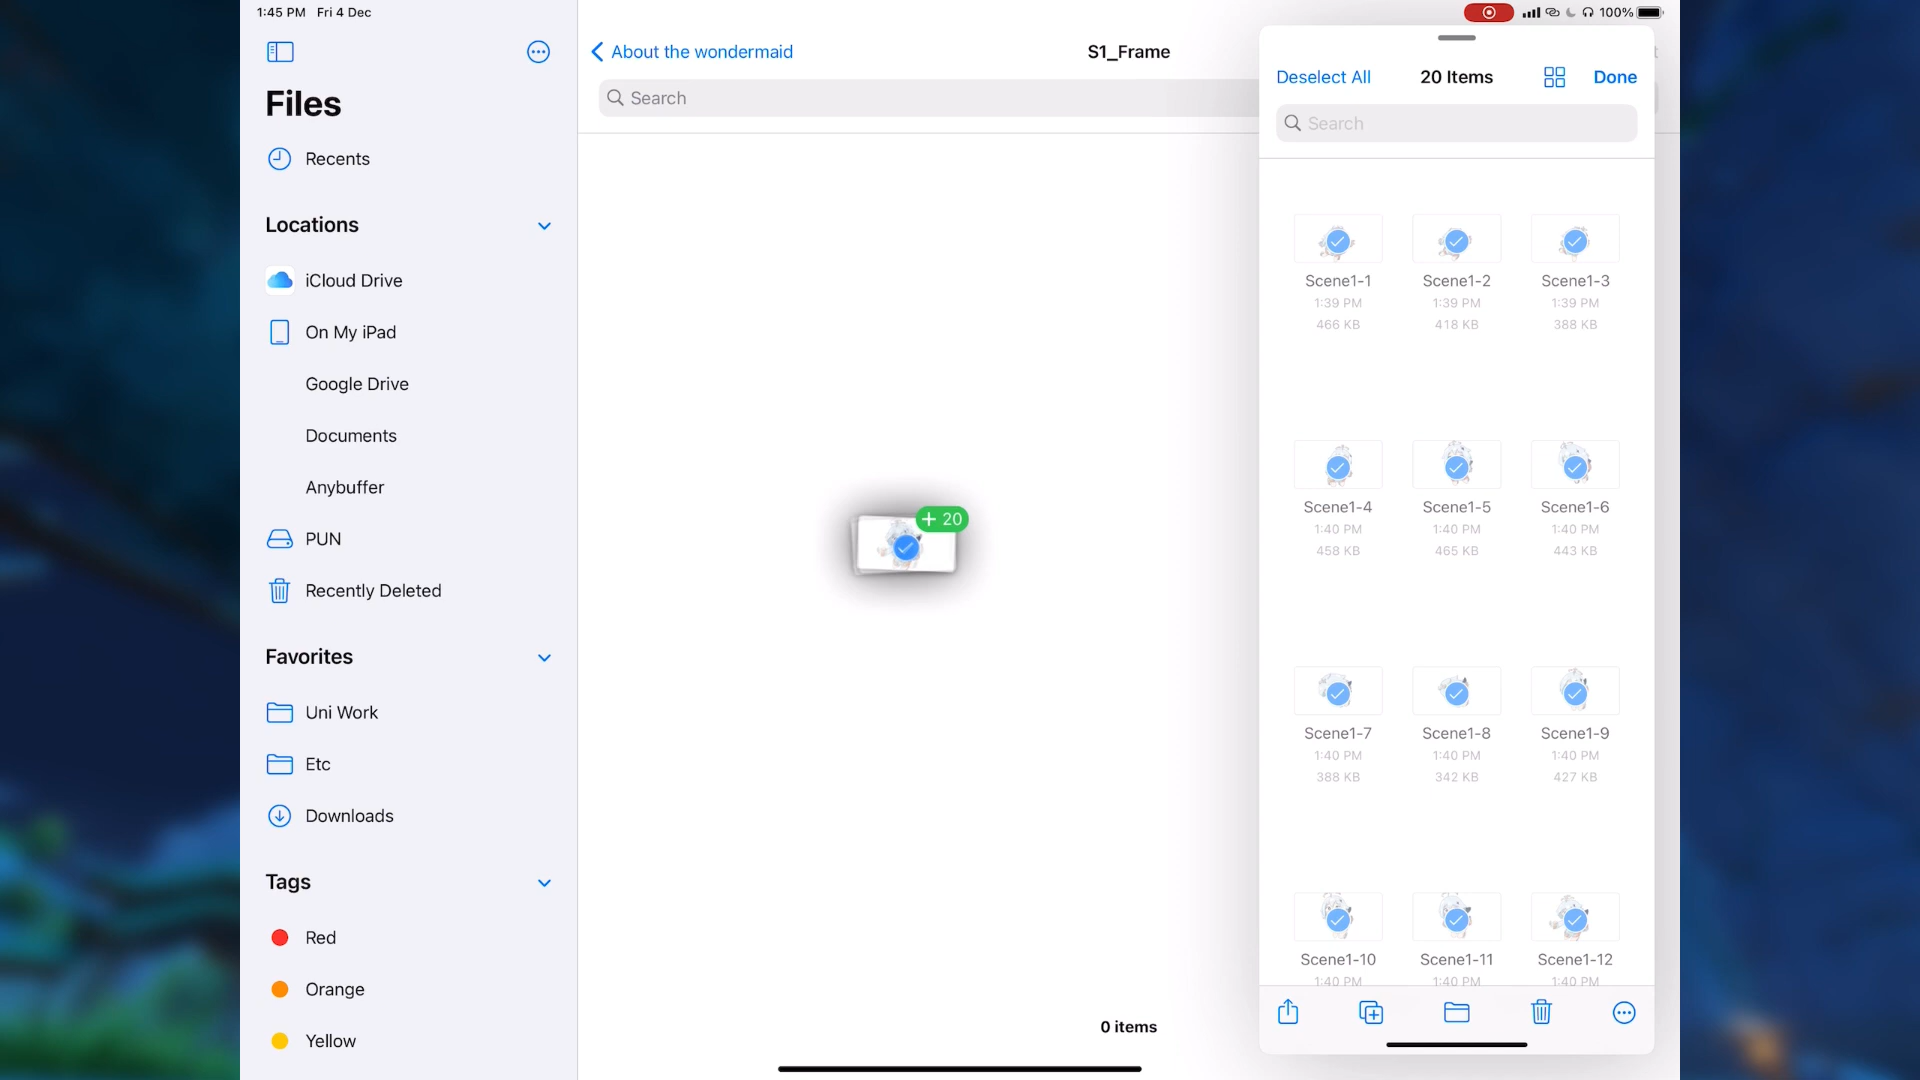 1:45 PM Fri 4 Dec
100%
Files
Recents
Locations
iCloud Drive
On My iPad
Google Drive
Documents
Anybuffer
PUN
Recently Deleted
Favorites
Uni Work
Etc
Downloads
Tags
Red
Orange
Yellow
About the wondermaid
S1_Frame
Search
+ 20
0 items
Deselect All
20 Items
Done
Search
Scene1-1 Scene1-2 Scene1-3
1:39 PM 1:39 PM 1:39 PM
466 KB 418 KB 388 KB
Scene1-4 Scene1-5 Scene1-6
1:40 PM 1:40 PM 1:40 PM
458 KB 465 KB 443 KB
Scene1-7 Scene1-8 Scene1-9
1:40 PM 1:40 PM 1:40 PM
388 KB 342 KB 427 KB
Scene1-10 Scene1-11 Scene1-12
1:40 PM 1:40 PM 1:40 PM